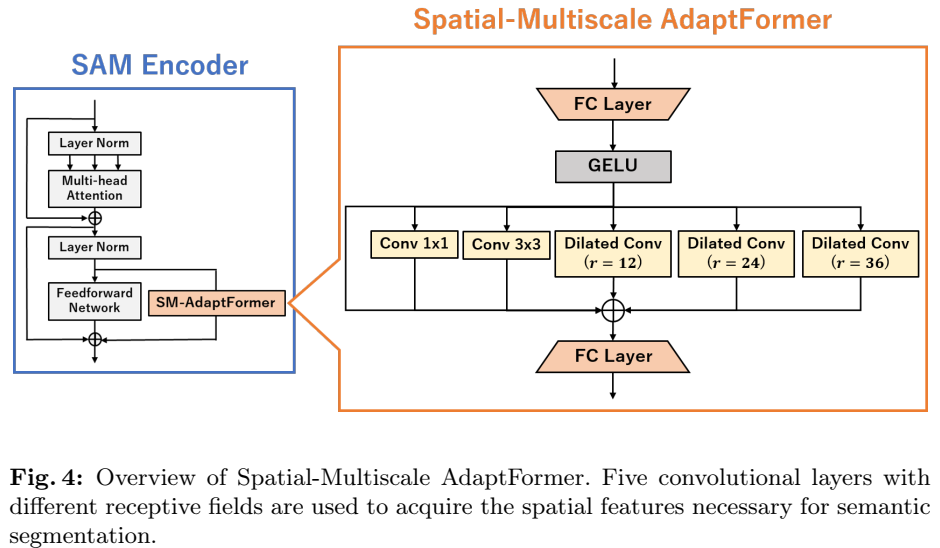 Spatial-Multiscale AdaptFormer
SAM Encoder
Layer Norm
Multi-head
Attention
Layer Norm
Feedforward
Network
SM-AdaptFormer
FC Layer
GELU
Conv 1x1
Conv 3x3
Dilated Conv
(r = 12)
Dilated Conv
(r = 24)
Dilated Conv
(r = 36)
FC Layer
Fig. 4: Overview of Spatial-Multiscale AdaptFormer. Five convolutional layers with
different receptive fields are used to acquire the spatial features necessary for semantic
segmentation.